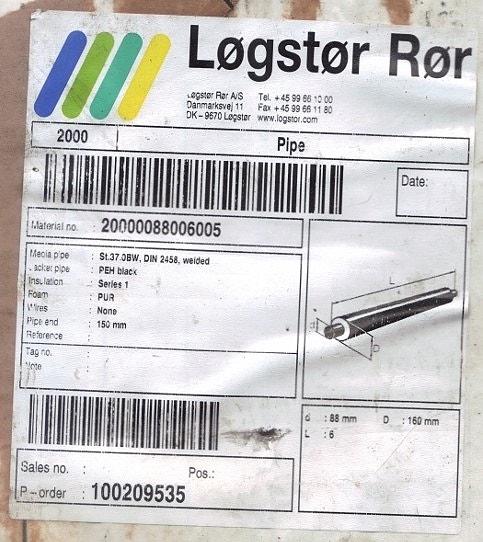 Løgstør Rør
Løgstør Rør A/S Tel. +45 99 66 10 00
Danmarksvej 11 Fax +45 99 66 11 80
DK – 9670 Løgstør www.logstor.com
2000 Pipe
Date:
Material no. : 20000088006005
Media pipe : St.37.0BW, DIN 2458, welded
Jacket pipe : PEH black
Insulation : Series 1
Foam : PUR
Wires : None
Pipe end : 150 mm
Reference :
Tag no. :
Note :
L
d
D
d : 88 mm D : 160 mm
L : 6
Sales no. : Pos.:
P – order : 100209535